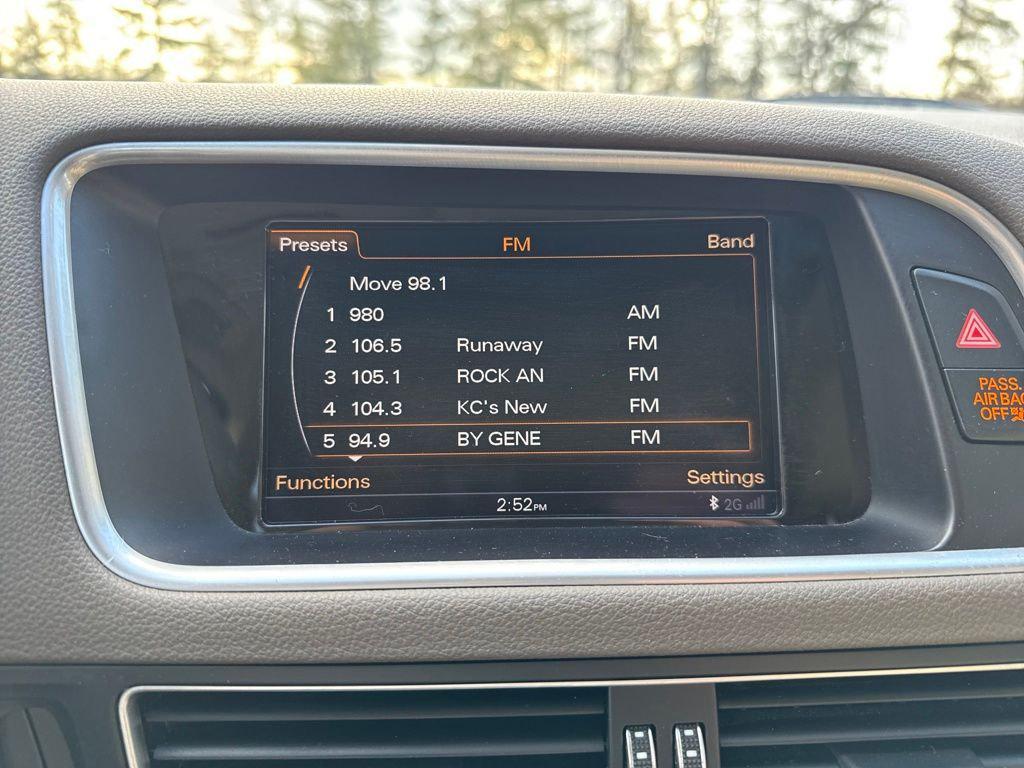 Presets FM Band
Move 98.1
1 980 AM
2 106.5 Runaway FM
3 105.1 ROCK AN FM
4 104.3 KC's New FM
5 94.9 BY GENE FM
Functions Settings
2:52PM 2G
PASS.
AIR BAG
OFF